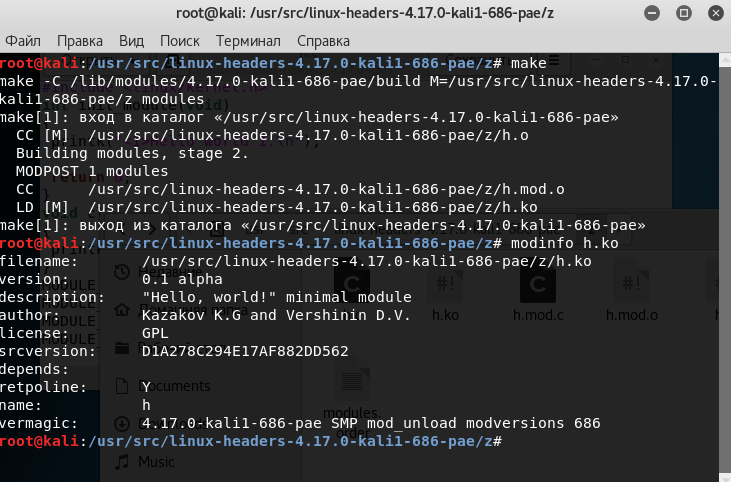 root@kali: /usr/src/linux-headers-4.17.0-kali1-686-pae/z
Файл Правка Вид Поиск Терминал Справка
root@kali:/usr/src/linux-headers-4.17.0-kali1-686-pae/z# make
make -C /lib/modules/4.17.0-kali1-686-pae/build M=/usr/src/linux-headers-4.17.0-
kali1-686-pae/z modules
make[1]: вход в каталог «/usr/src/linux-headers-4.17.0-kali1-686-pae»
CC [M] /usr/src/linux-headers-4.17.0-kali1-686-pae/z/h.o
Building modules, stage 2.
MODPOST 1 modules
CC /usr/src/linux-headers-4.17.0-kali1-686-pae/z/h.mod.o
LD [M] /usr/src/linux-headers-4.17.0-kali1-686-pae/z/h.ko
make[1]: выход из каталога «/usr/src/linux-headers-4.17.0-kali1-686-pae»
root@kali:/usr/src/linux-headers-4.17.0-kali1-686-pae/z# modinfo h.ko
filename: /usr/src/linux-headers-4.17.0-kali1-686-pae/z/h.ko
version: 0.1 alpha
description: "Hello, world!" minimal module
author: Kazakov K.G and Vershinin D.V.
license: GPL
srcversion: D1A278C294E17AF882DD562
depends:
retpoline: Y
name: h
vermagic: 4.17.0-kali1-686-pae SMP mod_unload modversions 686
root@kali:/usr/src/linux-headers-4.17.0-kali1-686-pae/z#
h.ko
h.mod.c
h.mod.o
Documents
modules.
order
Music